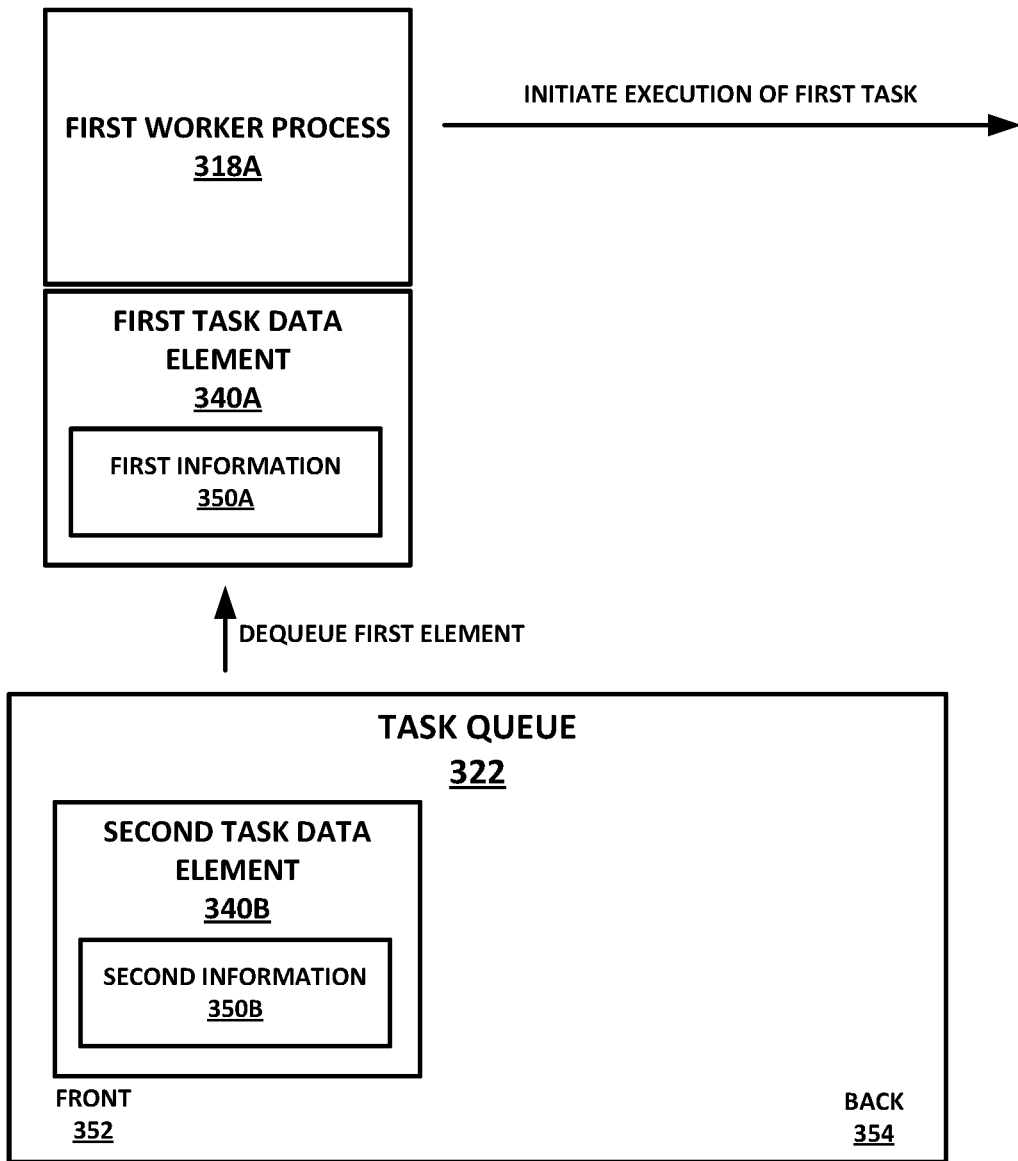 FIRST WORKER PROCESS
318A
INITIATE EXECUTION OF FIRST TASK
FIRST TASK DATA
ELEMENT
340A
FIRST INFORMATION
350A
DEQUEUE FIRST ELEMENT
TASK QUEUE
322
SECOND TASK DATA
ELEMENT
340B
SECOND INFORMATION
350B
FRONT
352
BACK
354